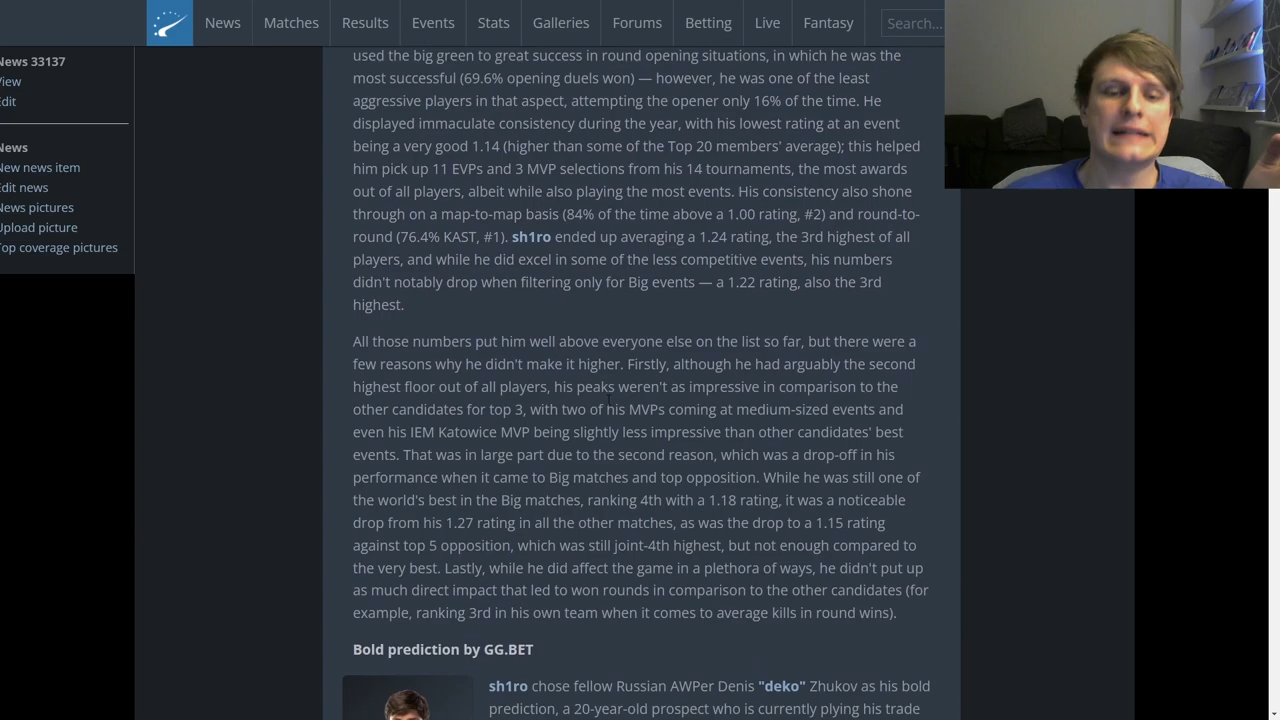 News
Matches
Results
Events
Stats
Galleries
Forums
Betting
Live
Fantasy
Search...
News 33137
View
Edit
News
New news item
Edit news
News pictures
Upload picture
Top coverage pictures
used the big green to great success in round opening situations, in which he was the
most successful (69.6% opening duels won) — however, he was one of the least
aggressive players in that aspect, attempting the opener only 16% of the time. He
displayed immaculate consistency during the year, with his lowest rating at an event
being a very good 1.14 (higher than some of the Top 20 members' average); this helped
him pick up 11 EVPs and 3 MVP selections from his 14 tournaments, the most awards
out of all players, albeit while also playing the most events. His consistency also shone
through on a map-to-map basis (84% of the time above a 1.00 rating, #2) and round-to-
round (76.4% KAST, #1). sh1ro ended up averaging a 1.24 rating, the 3rd highest of all
players, and while he did excel in some of the less competitive events, his numbers
didn't notably drop when filtering only for Big events — a 1.22 rating, also the 3rd
highest.
All those numbers put him well above everyone else on the list so far, but there were a
few reasons why he didn't make it higher. Firstly, although he had arguably the second
highest floor out of all players, his peaks weren't as impressive in comparison to the
other candidates for top 3, with two of his MVPs coming at medium-sized events and
even his IEM Katowice MVP being slightly less impressive than other candidates' best
events. That was in large part due to the second reason, which was a drop-off in his
performance when it came to Big matches and top opposition. While he was still one of
the world's best in the Big matches, ranking 4th with a 1.18 rating, it was a noticeable
drop from his 1.27 rating in all the other matches, as was the drop to a 1.15 rating
against top 5 opposition, which was still joint-4th highest, but not enough compared to
the very best. Lastly, while he did affect the game in a plethora of ways, he didn't put up
as much direct impact that led to won rounds in comparison to the other candidates (for
example, ranking 3rd in his own team when it comes to average kills in round wins).
Bold prediction by GG.BET
sh1ro chose fellow Russian AWPer Denis "deko" Zhukov as his bold
prediction, a 20-year-old prospect who is currently plying his trade